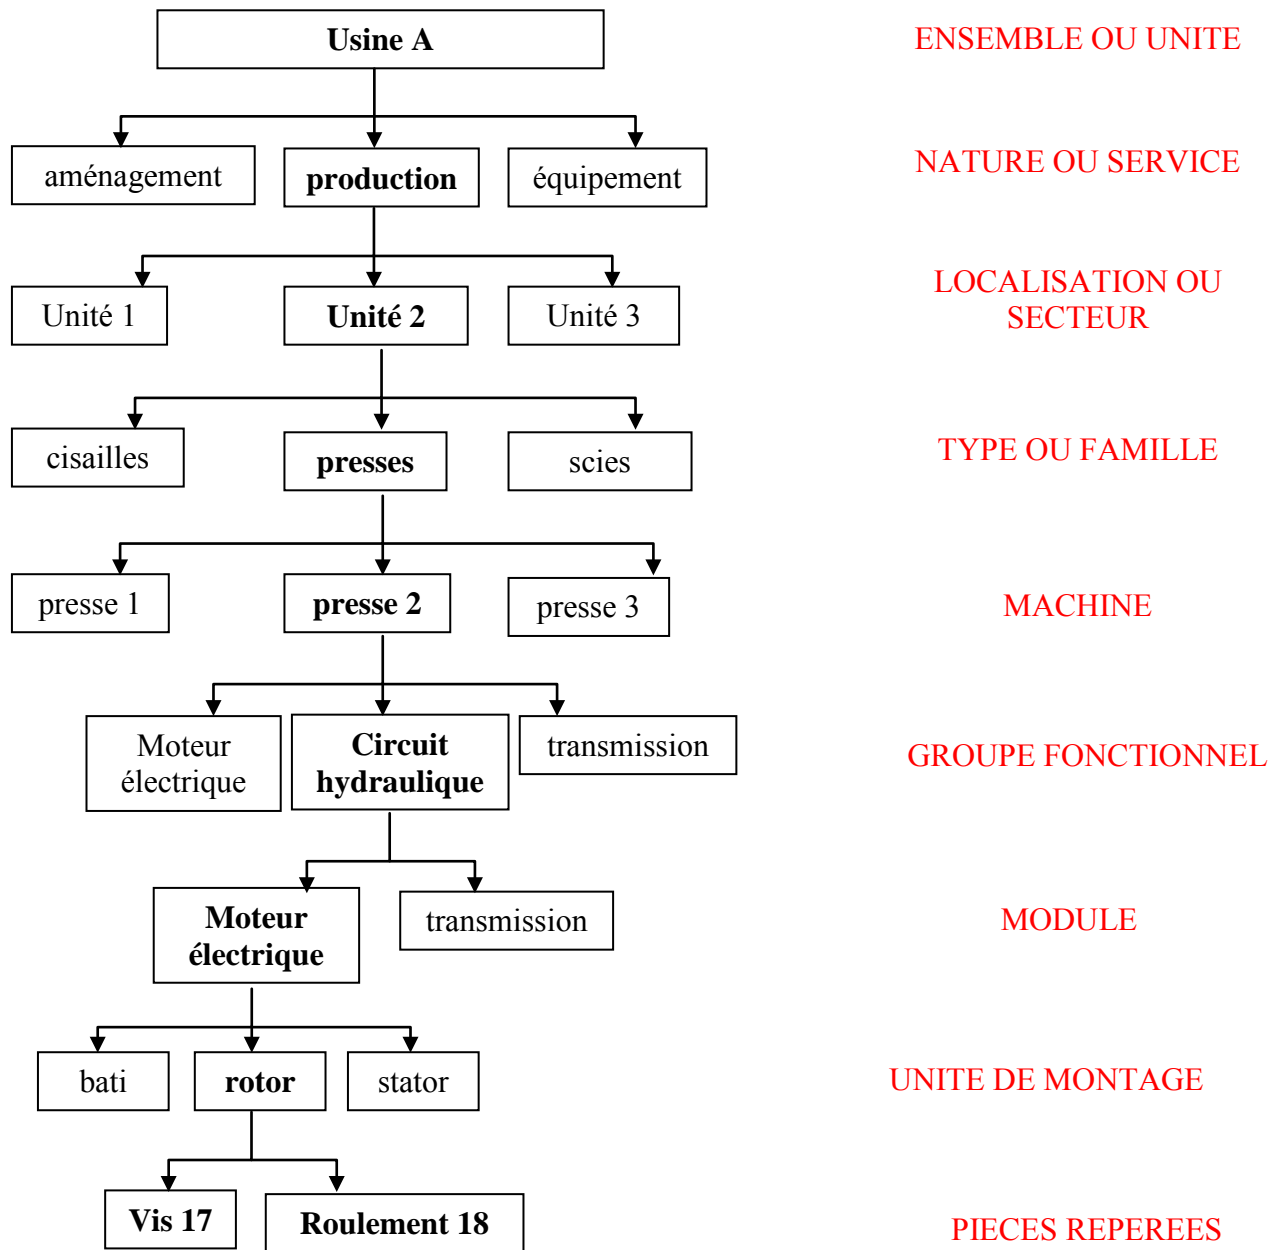 Usine A
ENSEMBLE OU UNITE
aménagement
production
équipement
NATURE OU SERVICE
Unité 1
Unité 2
Unité 3
LOCALISATION OU
SECTEUR
cisailles
presses
scies
TYPE OU FAMILLE
presse 1
presse 2
presse 3
MACHINE
Moteur
électrique
Circuit
hydraulique
transmission
GROUPE FONCTIONNEL
Moteur
électrique
transmission
MODULE
bati
rotor
stator
UNITE DE MONTAGE
Vis 17
Roulement 18
PIECES REPEREES